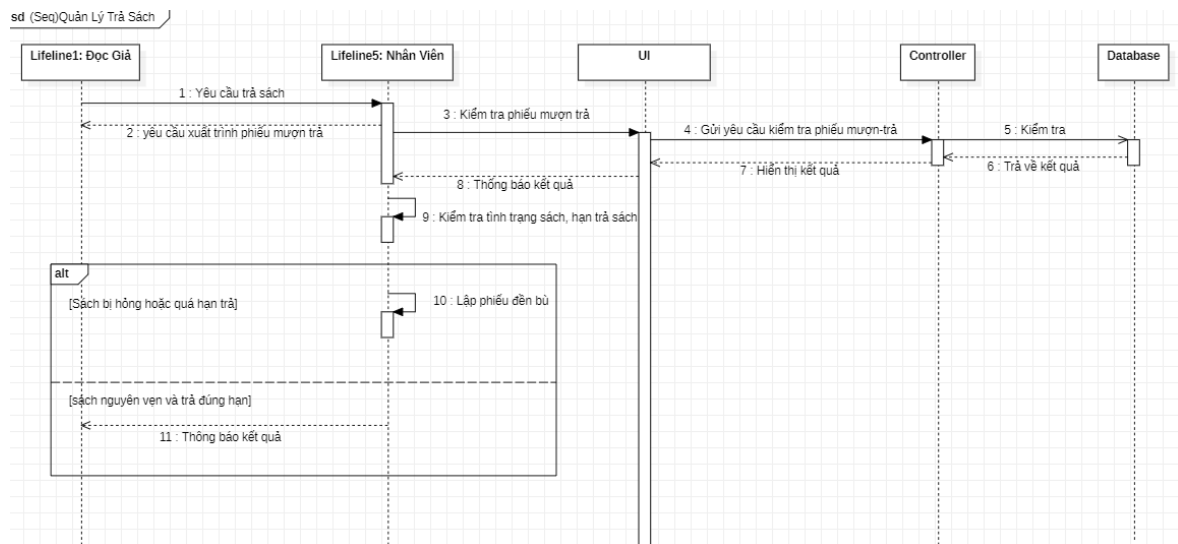 sd (Seq)Quản Lý Trả Sách
Lifeline1: Đọc Giả
Lifeline5: Nhân Viên
UI
Controller
Database
1 : Yêu cầu trả sách
2 : yêu cầu xuất trình phiếu mượn trả
3 : Kiểm tra phiếu mượn trả
4 : Gửi yêu cầu kiểm tra phiếu mượn-trả
5 : Kiểm tra
6 : Trả về kết quả
7 : Hiển thị kết quả
8 : Thống báo kết quả
9 : Kiểm tra tình trạng sách, hạn trả sách
alt
[Sách bị hỏng hoặc quá hạn trả]
10 : Lập phiếu đền bù
[sách nguyên vẹn và trả đúng hạn]
11 : Thông báo kết quả